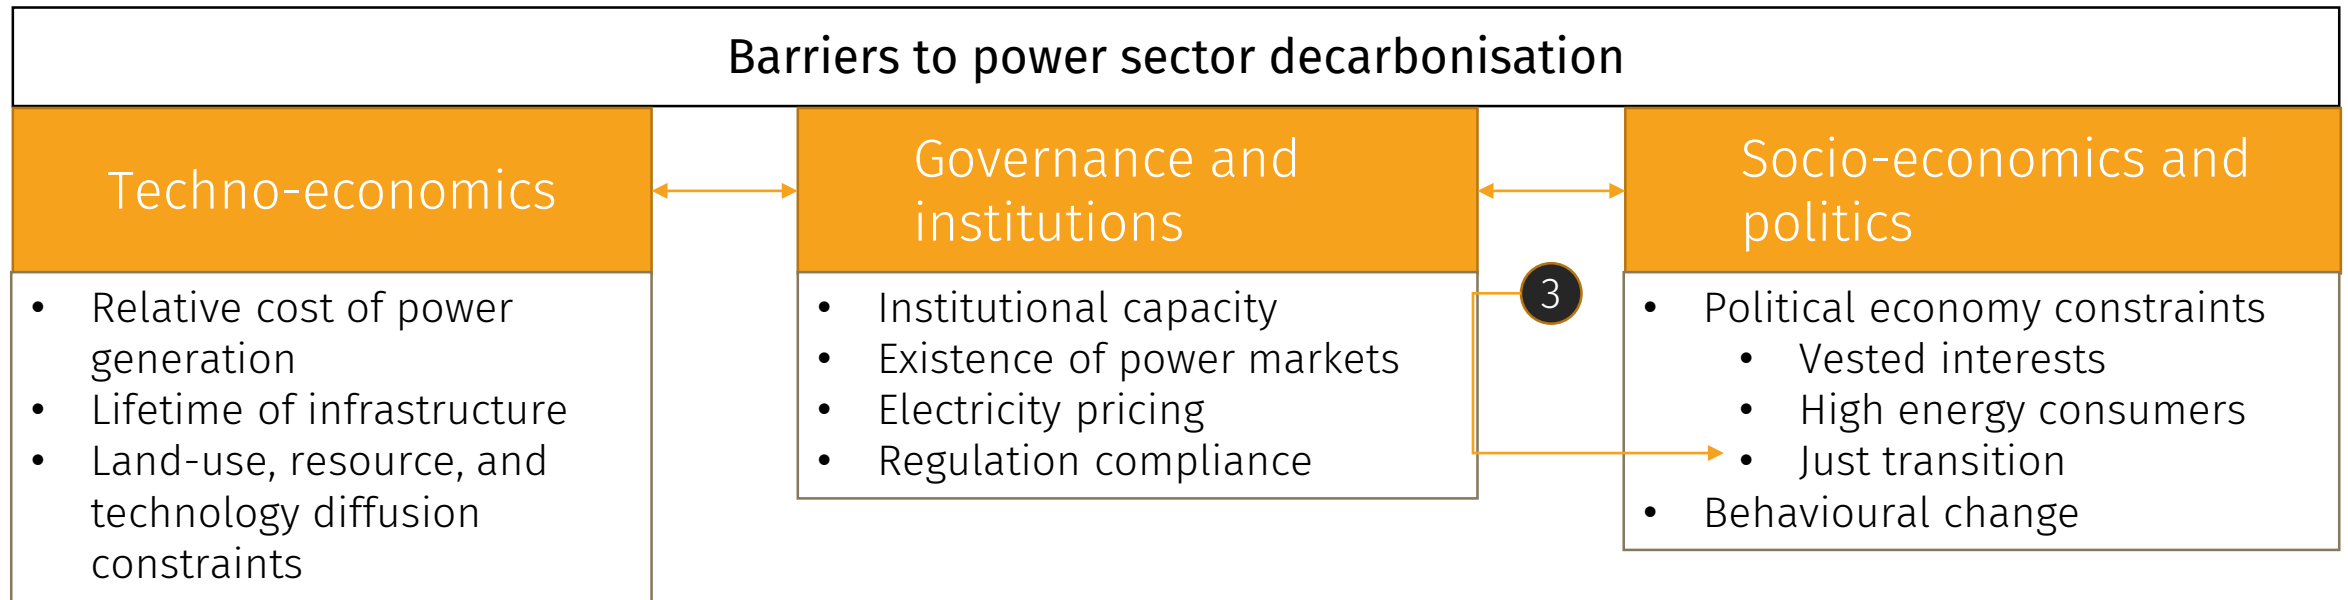 Barriers to power sector decarbonisation
Techno-economics
• Relative cost of power
generation
• Lifetime of infrastructure
• Land-use, resource, and
technology diffusion
constraints
Governance and
institutions
• Institutional capacity
• Existence of power markets
• Electricity pricing
• Regulation compliance
3
Socio-economics and
politics
• Political economy constraints
• Vested interests
• High energy consumers
• Just transition
• Behavioural change